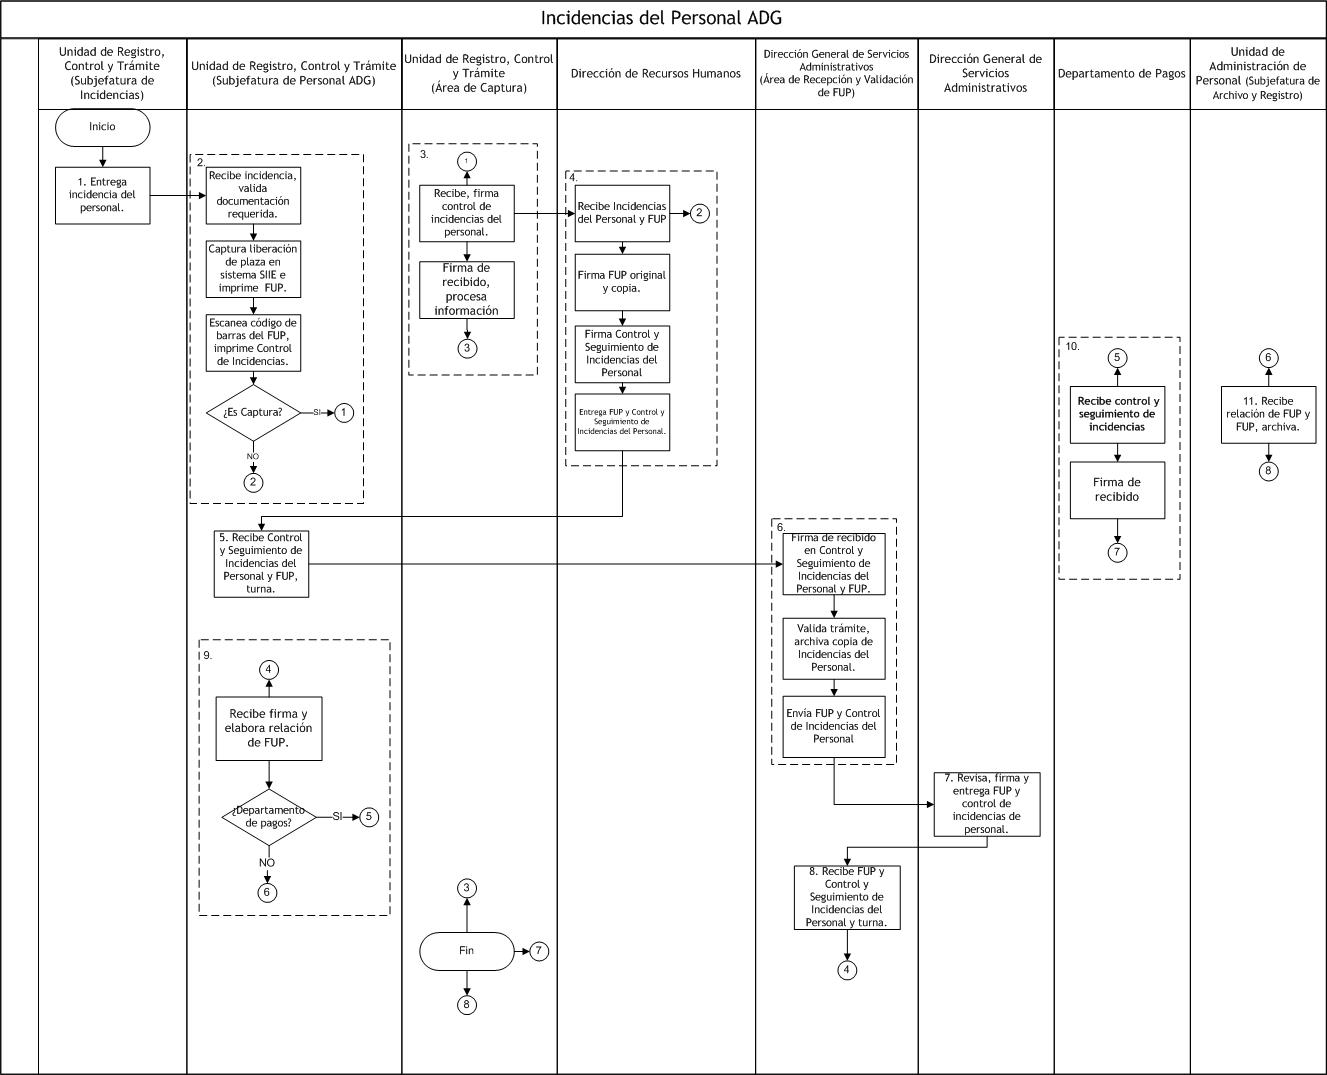 Incidencias del Personal ADG
Unidad de Registro,
Control y Trámite
(Subjefatura de
Incidencias)
Unidad de Registro, Control y Trámite
(Subjefatura de Personal ADG)
Unidad de Registro, Control
y Trámite
(Área de Captura)
Dirección de Recursos Humanos
Dirección General de Servicios
Administrativos
(Área de Recepción y Validación
de FUP)
Dirección General de
Servicios
Administrativos
Departamento de Pagos
Unidad de
Administración de
Personal (Subjefatura de
Archivo y Registro)
Inicio
1. Entrega
incidencia del
personal.
2.
Recibe incidencia,
valida
documentación
requerida.
Captura liberación
de plaza en
sistema SIIE e
imprime FUP.
Escanea código de
barras del FUP,
imprime Control
de Incidencias.
¿Es Captura?
SI
1
NO
2
3.
1
Recibe, firma
control de
incidencias del
personal.
Firma de
recibido,
procesa
información
3
4.
Recibe Incidencias
del Personal y FUP
2
Firma FUP original
y copia.
Firma Control y
Seguimiento de
Incidencias del
Personal
Entrega FUP y Control y
Seguimiento de
Incidencias del Personal.
5. Recibe Control
y Seguimiento de
Incidencias del
Personal y FUP,
turna.
6.
Firma de recibido
en Control y
Seguimiento de
Incidencias del
Personal y FUP.
Valida trámite,
archiva copia de
Incidencias del
Personal.
Envía FUP y Control
de Incidencias del
Personal
7. Revisa, firma y
entrega FUP y
control de
incidencias de
personal.
8. Recibe FUP y
Control y
Seguimiento de
Incidencias del
Personal y turna.
4
9.
4
Recibe firma y
elabora relación
de FUP.
¿Departamento
de pagos?
SI
5
NO
6
10.
5
Recibe control y
seguimiento de
incidencias
Firma de
recibido
7
6
11. Recibe
relación de FUP y
FUP, archiva.
8
3
Fin
7
8